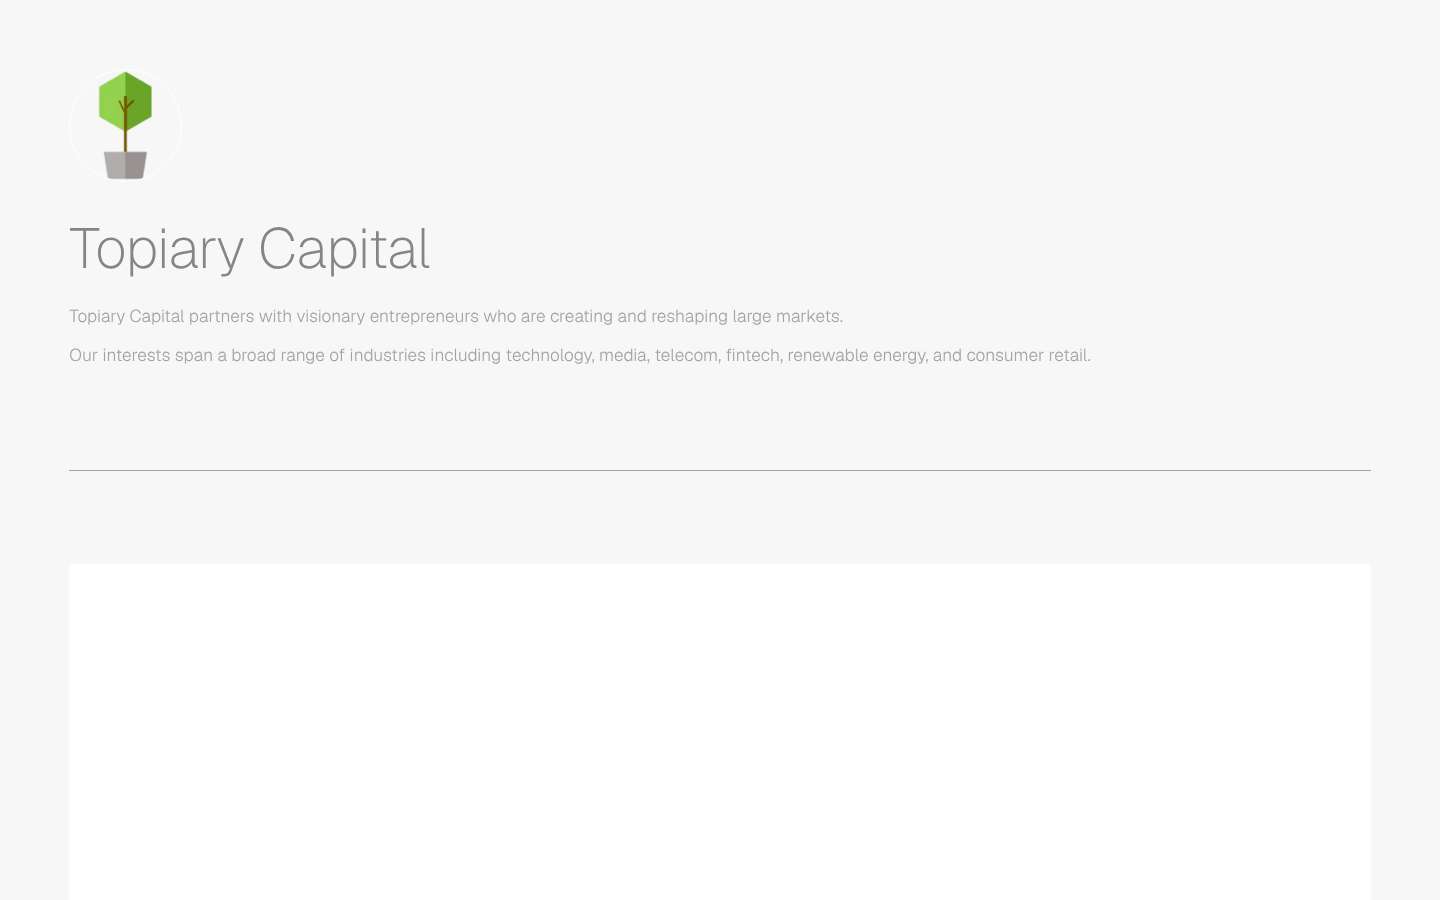 Topiary Capital
Topiary Capital partners with visionary entrepreneurs who are creating and reshaping large markets.
Our interests span a broad range of industries including technology, media, telecom, fintech, renewable energy, and consumer retail.